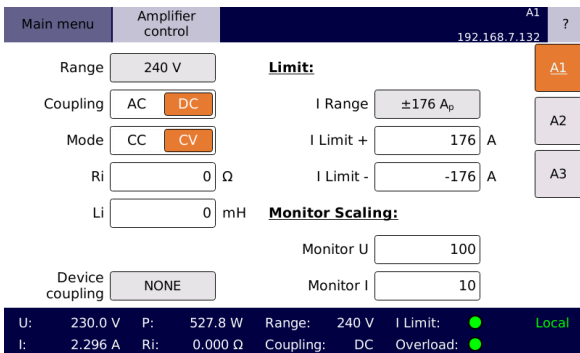 Main menu Amplifier control A1 192.168.7.132 ?
Range 240 V Limit: A1
Coupling AC DC I Range ±176 Aₚ
A2
Mode CC CV I Limit + 176 A
Ri 0 Ω I Limit - -176 A A3
Li 0 mH Monitor Scaling:
Monitor U 100
Device coupling NONE Monitor I 10
U: 230.0 V P: 527.8 W Range: 240 V I Limit: Local
I: 2.296 A Ri: 0.000 Ω Coupling: DC Overload: